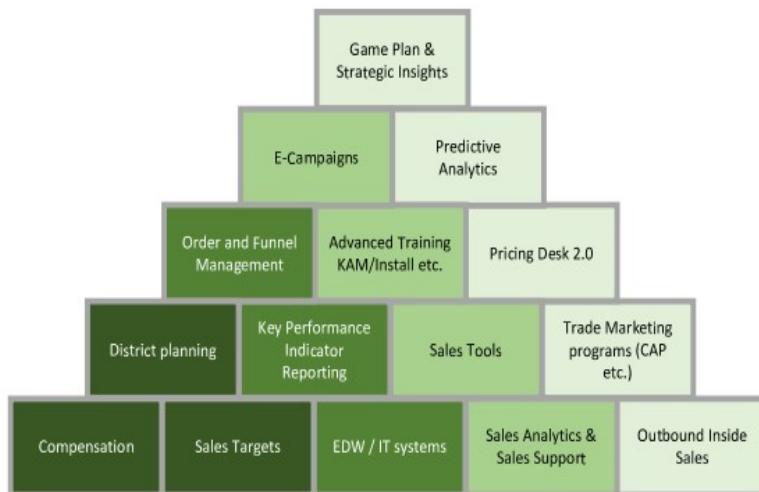 Game Plan &
Strategic Insights
E-Campaigns
Predictive
Analytics
Order and Funnel
Management
Advanced Training
KAM/Install etc.
Pricing Desk 2.0
District planning
Key Performance
Indicator
Reporting
Sales Tools
Trade Marketing
programs (CAP
etc.)
Compensation
Sales Targets
EDW / IT systems
Sales Analytics &
Sales Support
Outbound Inside
Sales